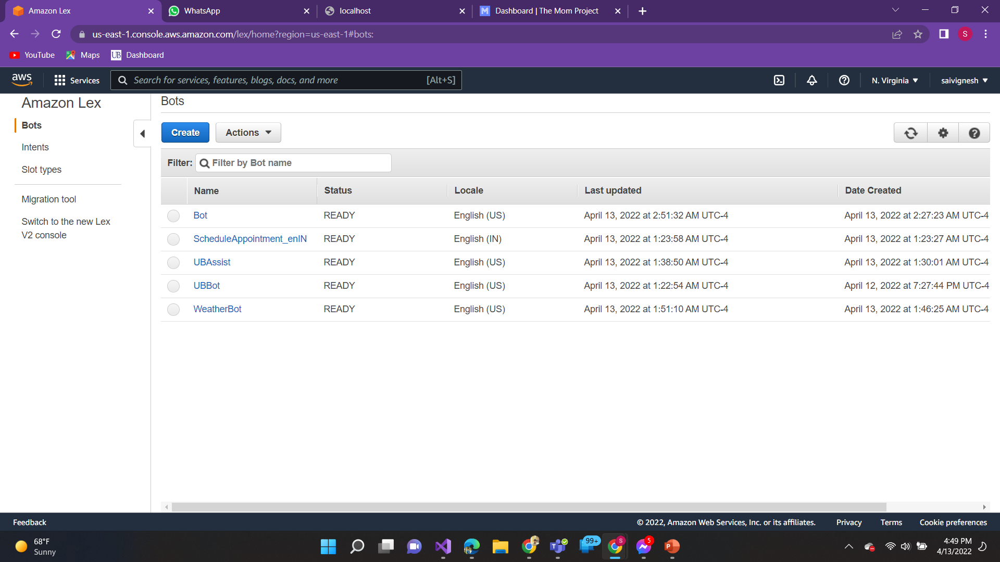 Amazon Lex
WhatsApp
localhost
M Dashboard | The Mom Project
us-east-1.console.aws.amazon.com/lex/home?region=us-east-1#bots:
S
YouTube
Maps
UB Dashboard
aws
Services
Search for services, features, blogs, docs, and more [Alt+S]
N. Virginia
saivignesh
Amazon Lex
Bots
Intents
Slot types
Migration tool
Switch to the new Lex
V2 console
Bots
Create
Actions
Filter: Filter by Bot name
Name Status Locale Last updated Date Created
Bot READY English (US) April 13, 2022 at 2:51:32 AM UTC-4 April 13, 2022 at 2:27:23 AM UTC-4
ScheduleAppointment_enIN READY English (IN) April 13, 2022 at 1:23:58 AM UTC-4 April 13, 2022 at 1:23:27 AM UTC-4
UBAssist READY English (US) April 13, 2022 at 1:38:50 AM UTC-4 April 13, 2022 at 1:30:01 AM UTC-4
UBBot READY English (US) April 13, 2022 at 1:22:54 AM UTC-4 April 12, 2022 at 7:27:44 PM UTC-4
WeatherBot READY English (US) April 13, 2022 at 1:51:10 AM UTC-4 April 13, 2022 at 1:46:25 AM UTC-4
Feedback
© 2022, Amazon Web Services, Inc. or its affiliates. Privacy Terms Cookie preferences
68°F
Sunny
99+
S
5
4:49 PM
4/13/2022